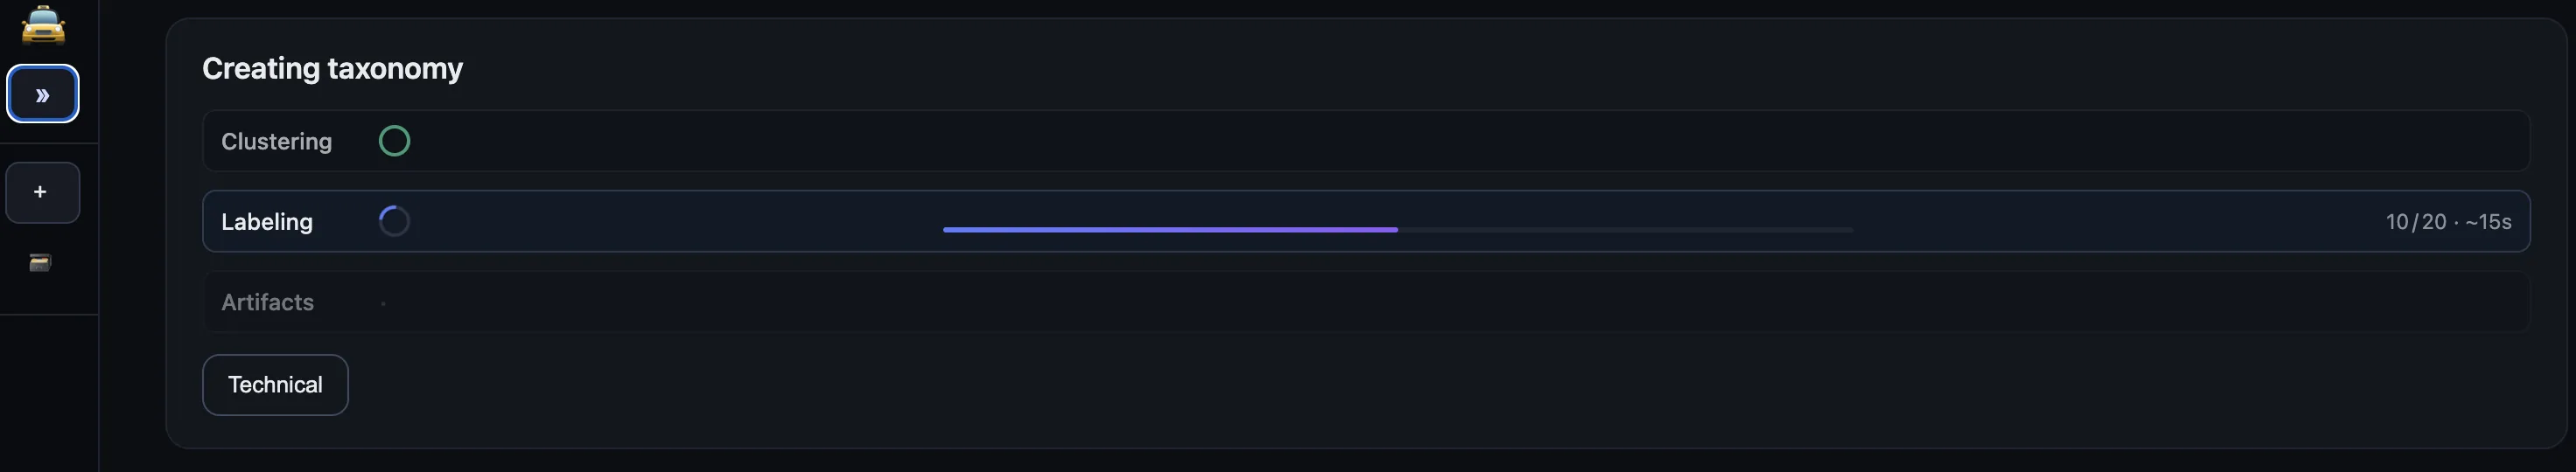 »
+
Creating taxonomy
Clustering
Labeling
10/20 · ~15s
Artifacts
Technical